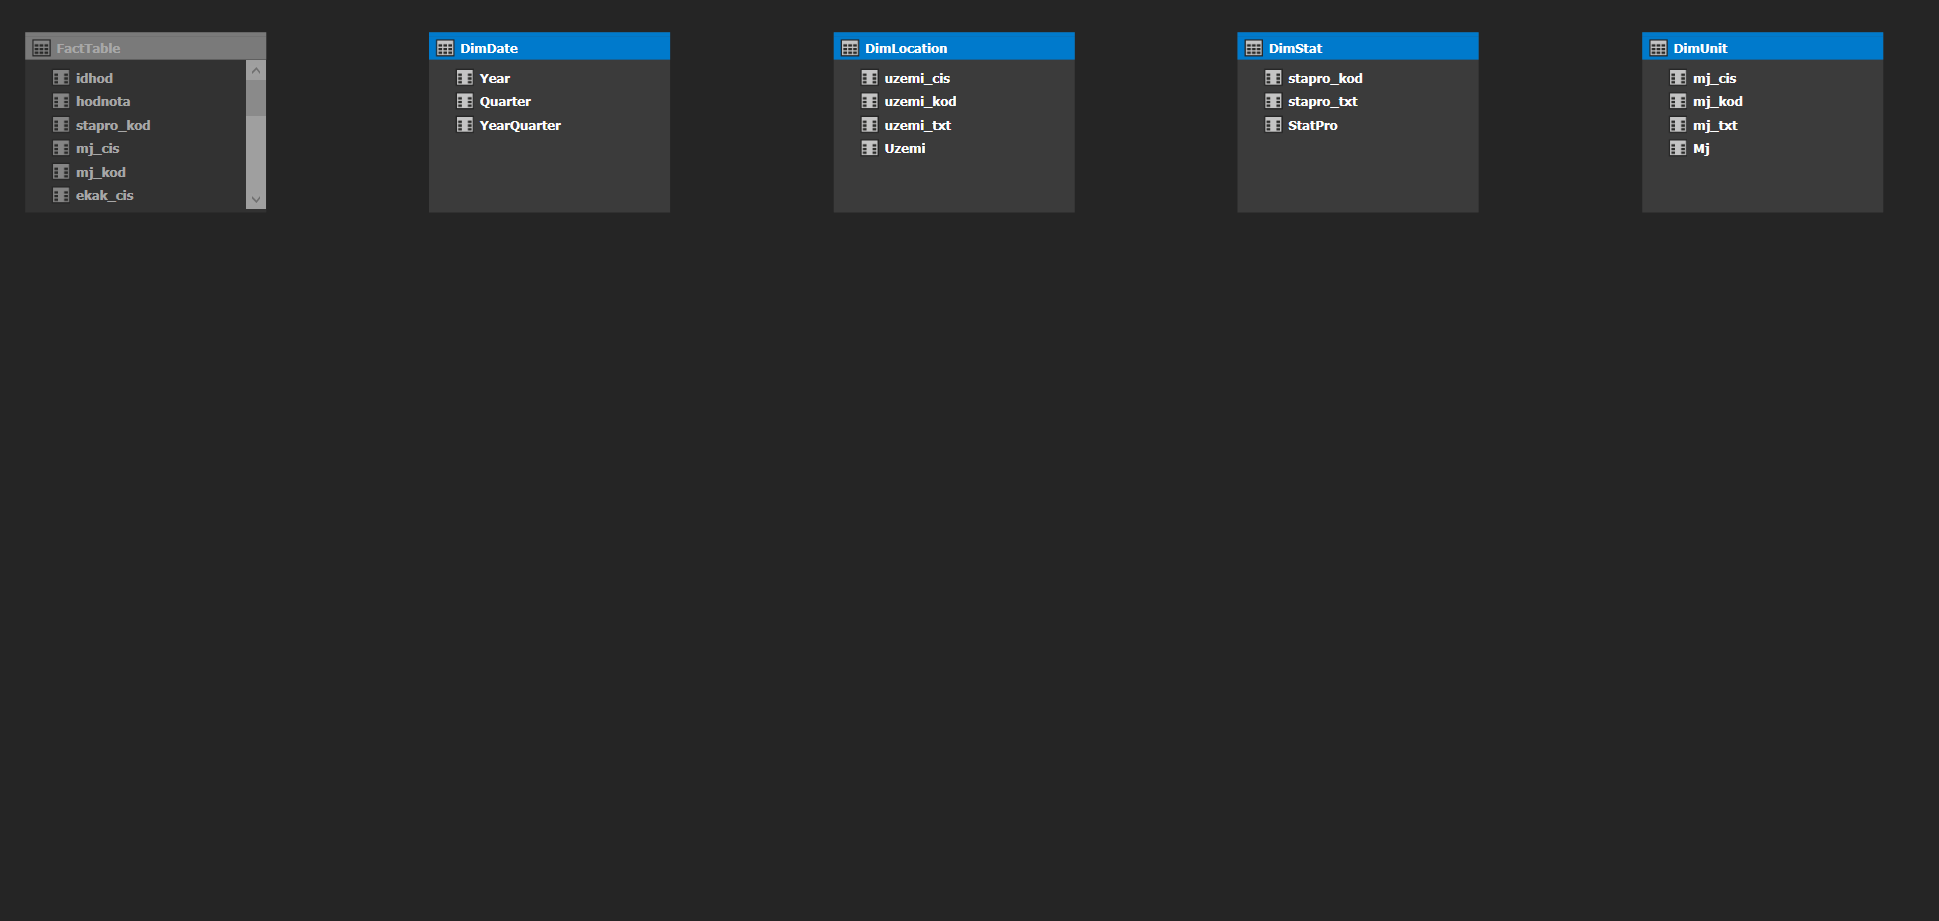 FactTable
idhod
hodnota
stapro_kod
mj_cis
mj_kod
ekak_cis
DimDate
Year
Quarter
YearQuarter
DimLocation
uzemi_cis
uzemi_kod
uzemi_txt
Uzemi
DimStat
stapro_kod
stapro_txt
StatPro
DimUnit
mj_cis
mj_kod
mj_txt
Mj